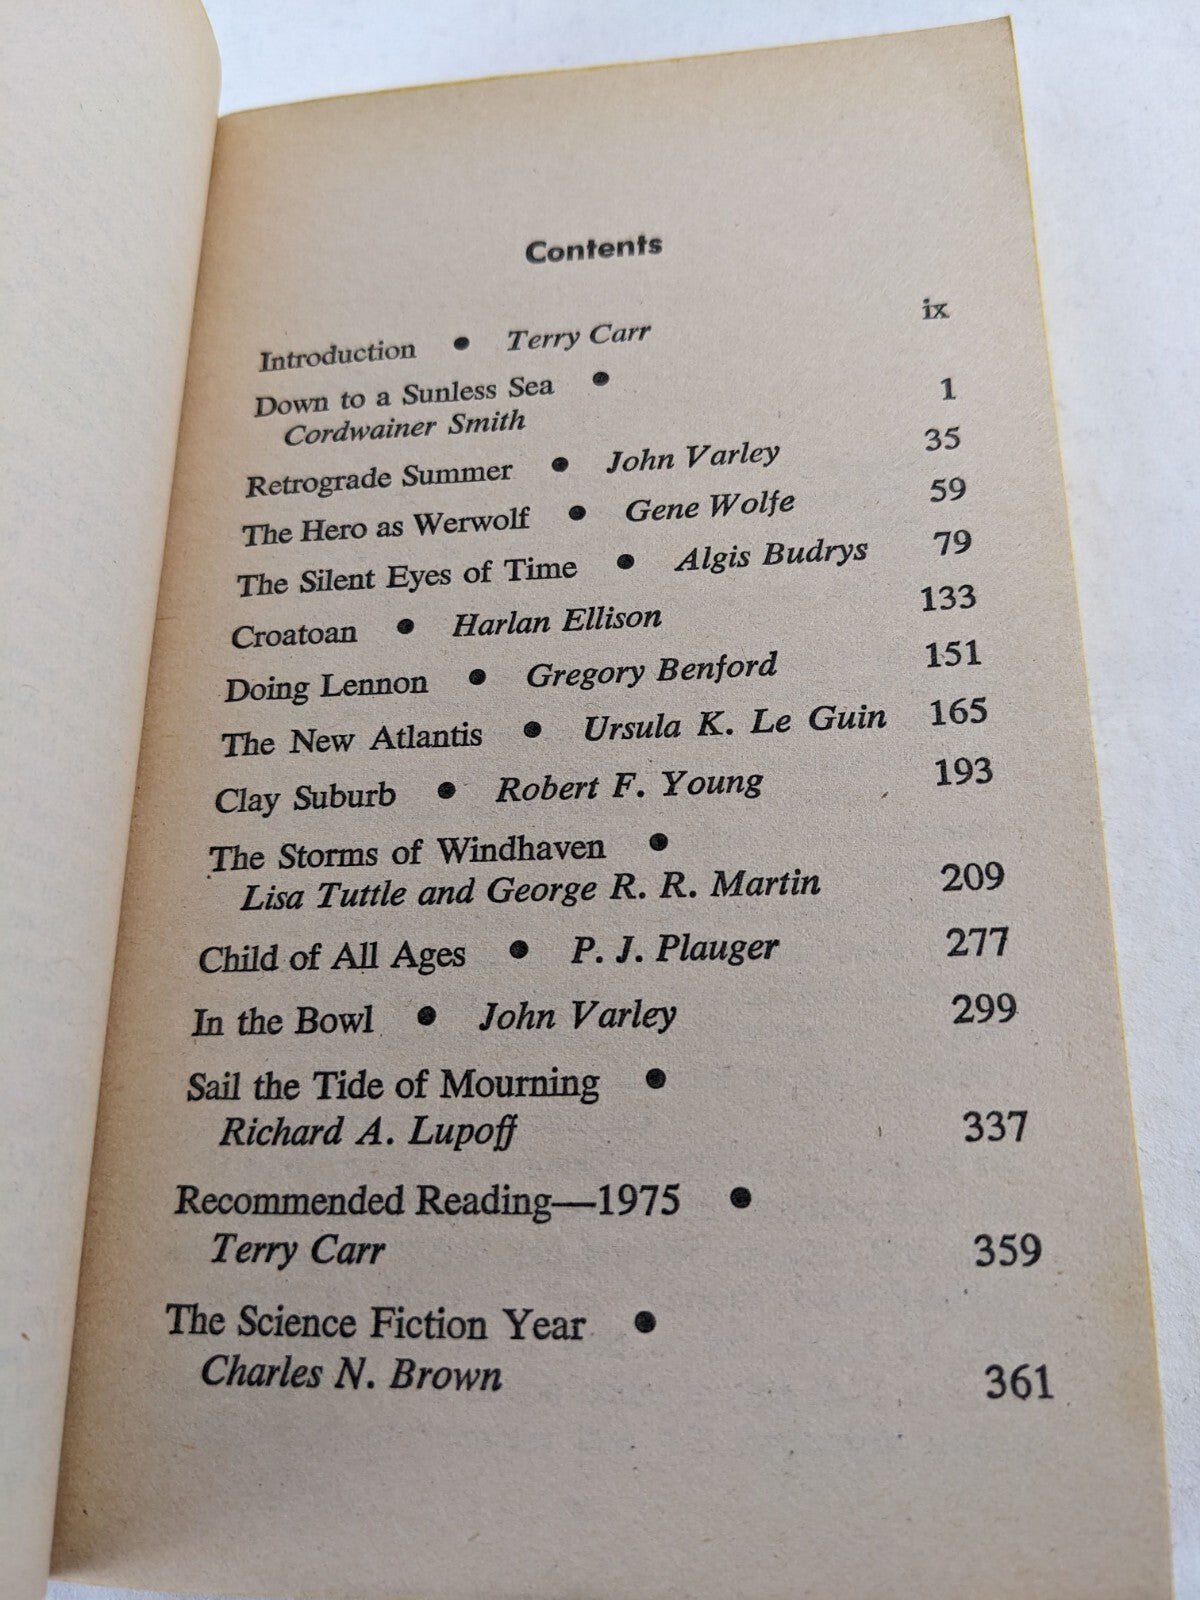 Contents
Introduction • Terry Carr ix
Down to a Sunless Sea •
Cordwainer Smith 1
Retrograde Summer • John Varley 35
The Hero as Werwolf • Gene Wolfe 59
The Silent Eyes of Time • Algis Budrys 79
Croatoan • Harlan Ellison 133
Doing Lennon • Gregory Benford 151
The New Atlantis • Ursula K. Le Guin 165
Clay Suburb • Robert F. Young 193
The Storms of Windhaven •
Lisa Tuttle and George R. R. Martin 209
Child of All Ages • P. J. Plauger 277
In the Bowl • John Varley 299
Sail the Tide of Mourning •
Richard A. Lupoff 337
Recommended Reading—1975 •
Terry Carr 359
The Science Fiction Year •
Charles N. Brown 361